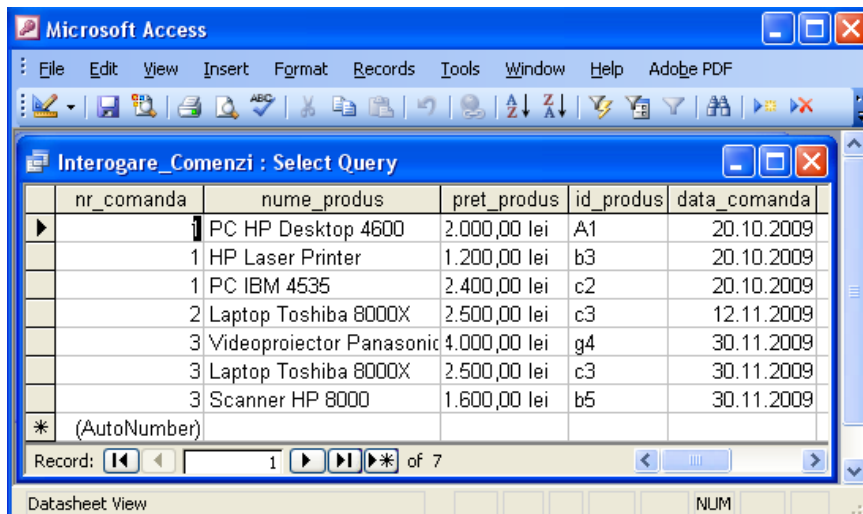 Microsoft Access
File Edit View Insert Format Records Tools Window Help Adobe PDF
ABC A Z Z A
Interogare_Comenzi : Select Query
nr_comanda nume_produs pret_produs id_produs data_comanda
1 PC HP Desktop 4600 2.000,00 lei A1 20.10.2009
1 HP Laser Printer 1.200,00 lei b3 20.10.2009
1 PC IBM 4535 2.400,00 lei c2 20.10.2009
2 Laptop Toshiba 8000X 2.500,00 lei c3 12.11.2009
3 Videoproiector Panasonic 4.000,00 lei g4 30.11.2009
3 Laptop Toshiba 8000X 2.500,00 lei c3 30.11.2009
3 Scanner HP 8000 1.600,00 lei b5 30.11.2009
(AutoNumber)
Record: 1 of 7
Datasheet View NUM